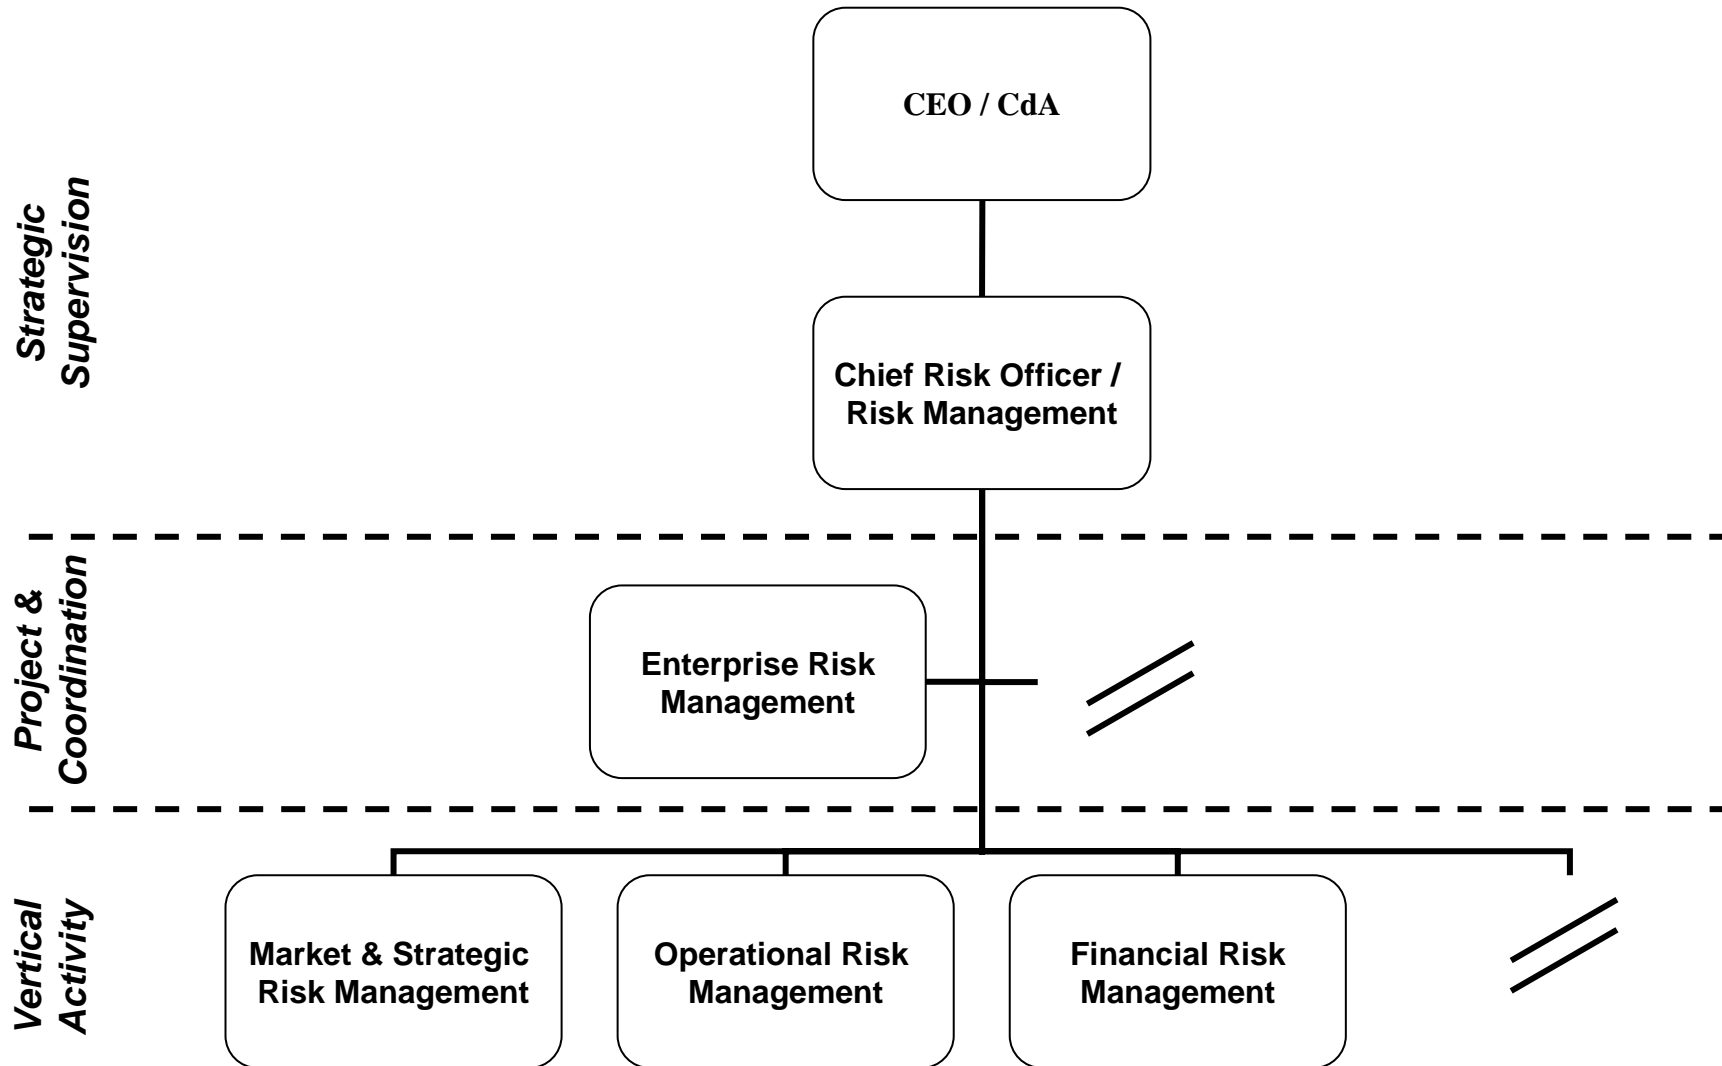 CEO / CdA
Strategic
Supervision
Chief Risk Officer /
Risk Management
Project &
Coordination
Enterprise Risk
Management
Vertical
Activity
Market & Strategic
Risk Management
Operational Risk
Management
Financial Risk
Management